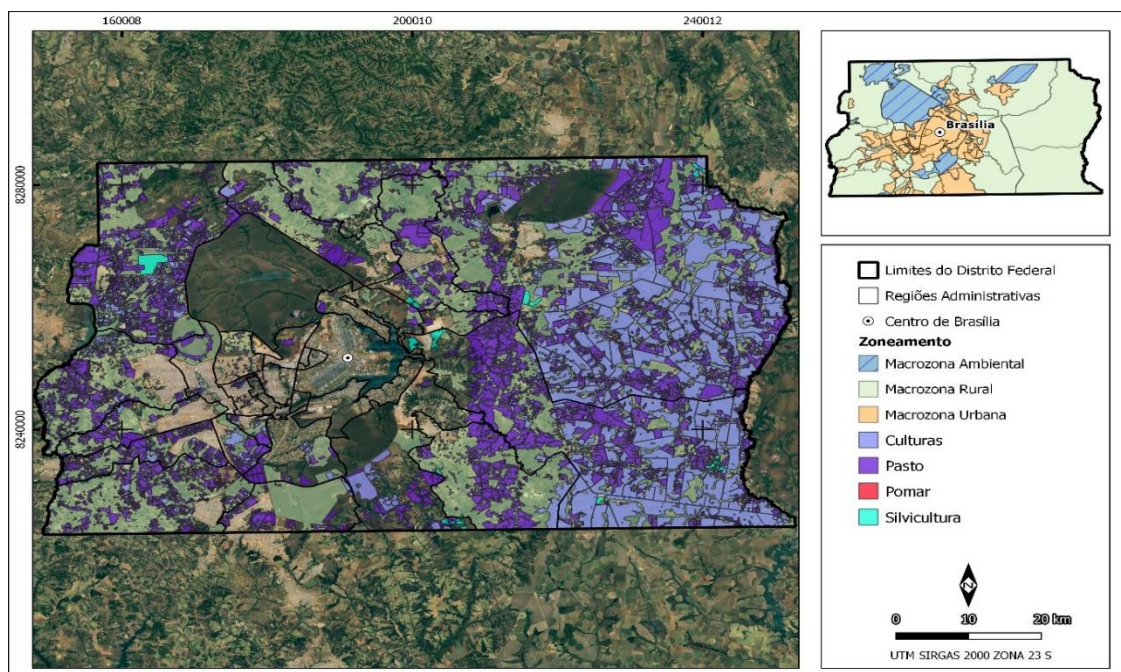 160008
200010
240012
8280000
8240000
Brasília
Limites do Distrito Federal
Regiões Administrativas
Centro de Brasília
Zoneamento
Macrozona Ambiental
Macrozona Rural
Macrozona Urbana
Culturas
Pasto
Pomar
Silvicultura
N
0 10 20 km
UTM SIRGAS 2000 ZONA 23 S